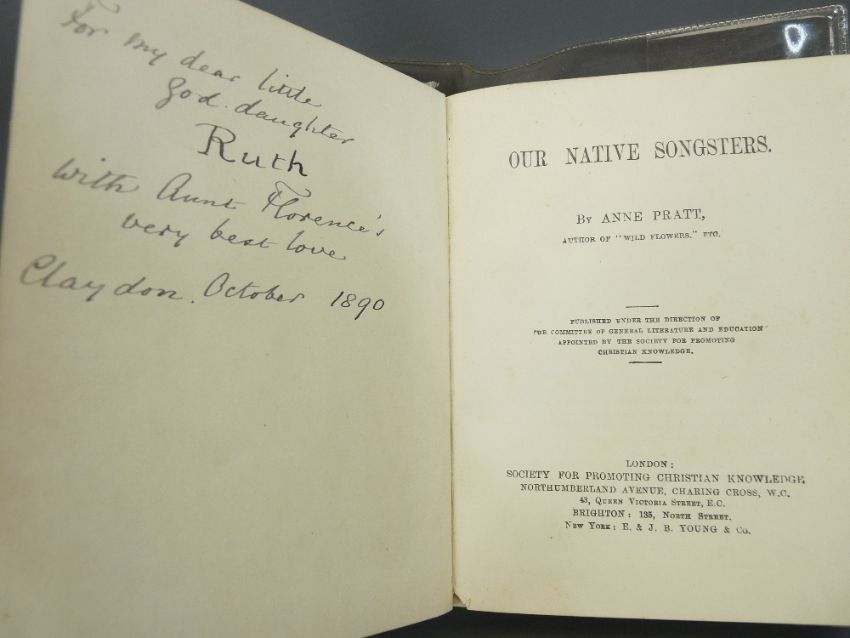 For my dear little
god-daughter
Ruth
with Aunt Florence's
very best love
Claydon. October 1890
OUR NATIVE SONGSTERS.
By ANNE PRATT,
AUTHOR OF "WILD FLOWERS." ETC.
PUBLISHED UNDER THE DIRECTION OF
THE COMMITTEE OF GENERAL LITERATURE AND EDUCATION
APPOINTED BY THE SOCIETY FOR PROMOTING
CHRISTIAN KNOWLEDGE.
LONDON:
SOCIETY FOR PROMOTING CHRISTIAN KNOWLEDGE
NORTHUMBERLAND AVENUE, CHARING CROSS, W.C.
43, Queen Victoria Street, E.C.
BRIGHTON: 135, North Street.
New York: E. & J. B. YOUNG & Co.